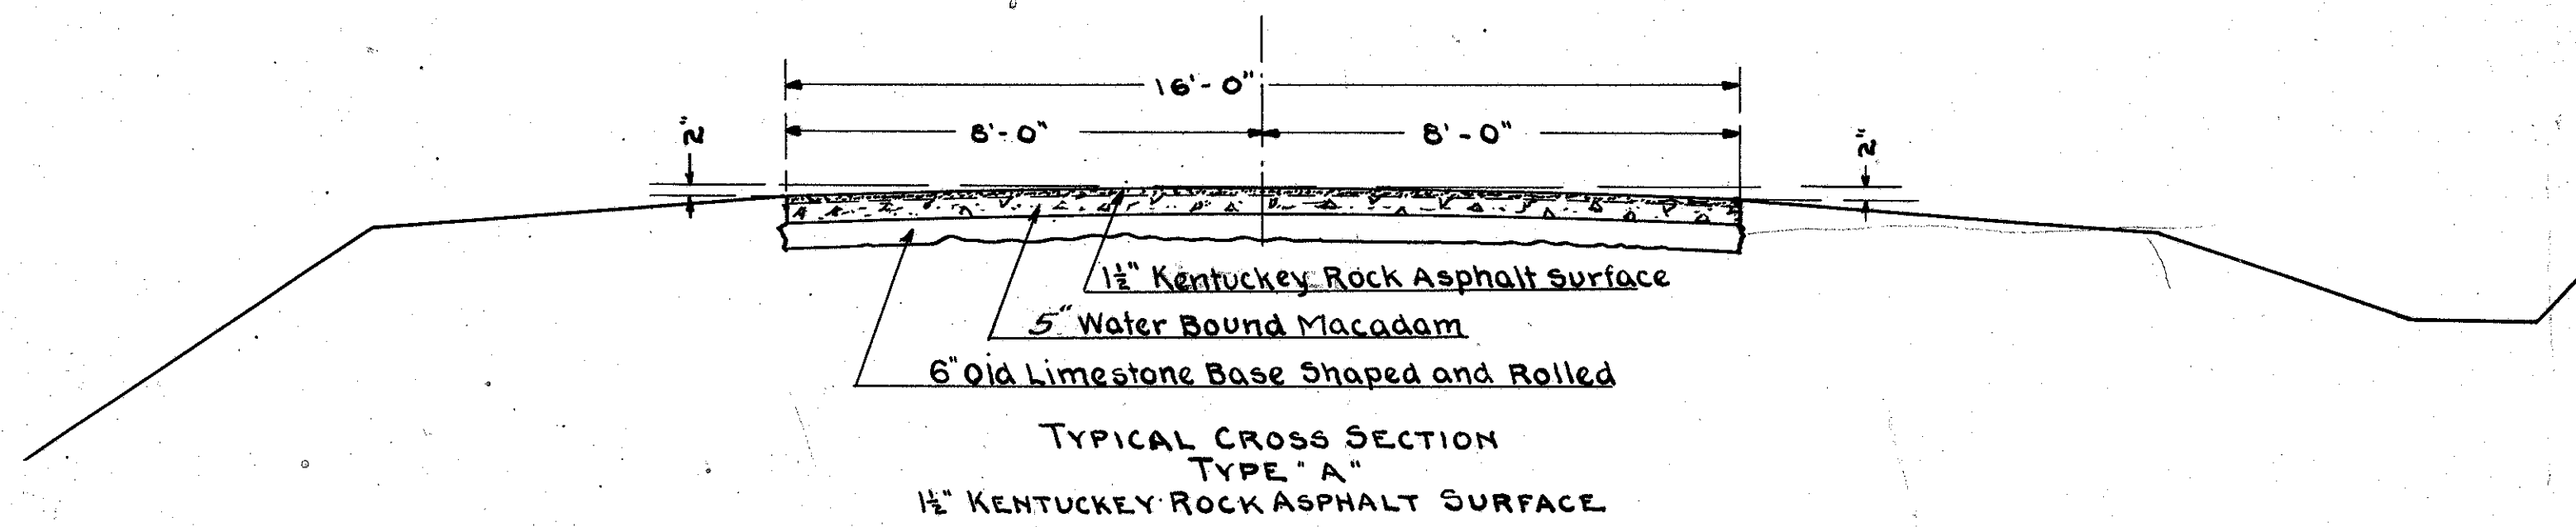 16'-0"
2" 8'-0" 8'-0" 2"
1½" Kentuckey Rock Asphalt Surface
5" Water Bound Macadam
6" Old Limestone Base Shaped and Rolled
TYPICAL CROSS SECTION
TYPE "A"
1½" KENTUCKEY ROCK ASPHALT SURFACE